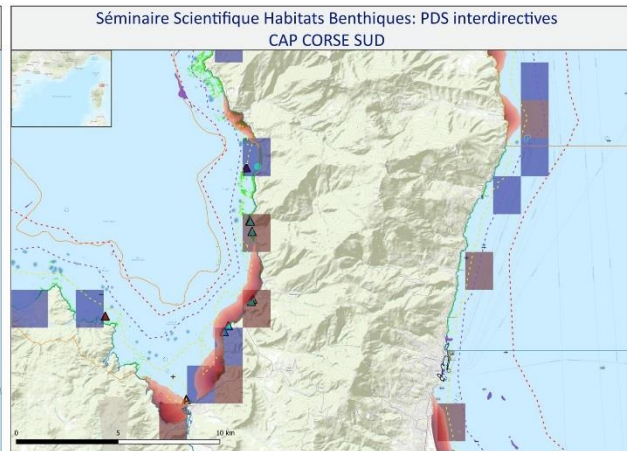 Séminaire Scientifique Habitats Benthiques: PDS interdirectives
CAP CORSE SUD
0 5 10 km